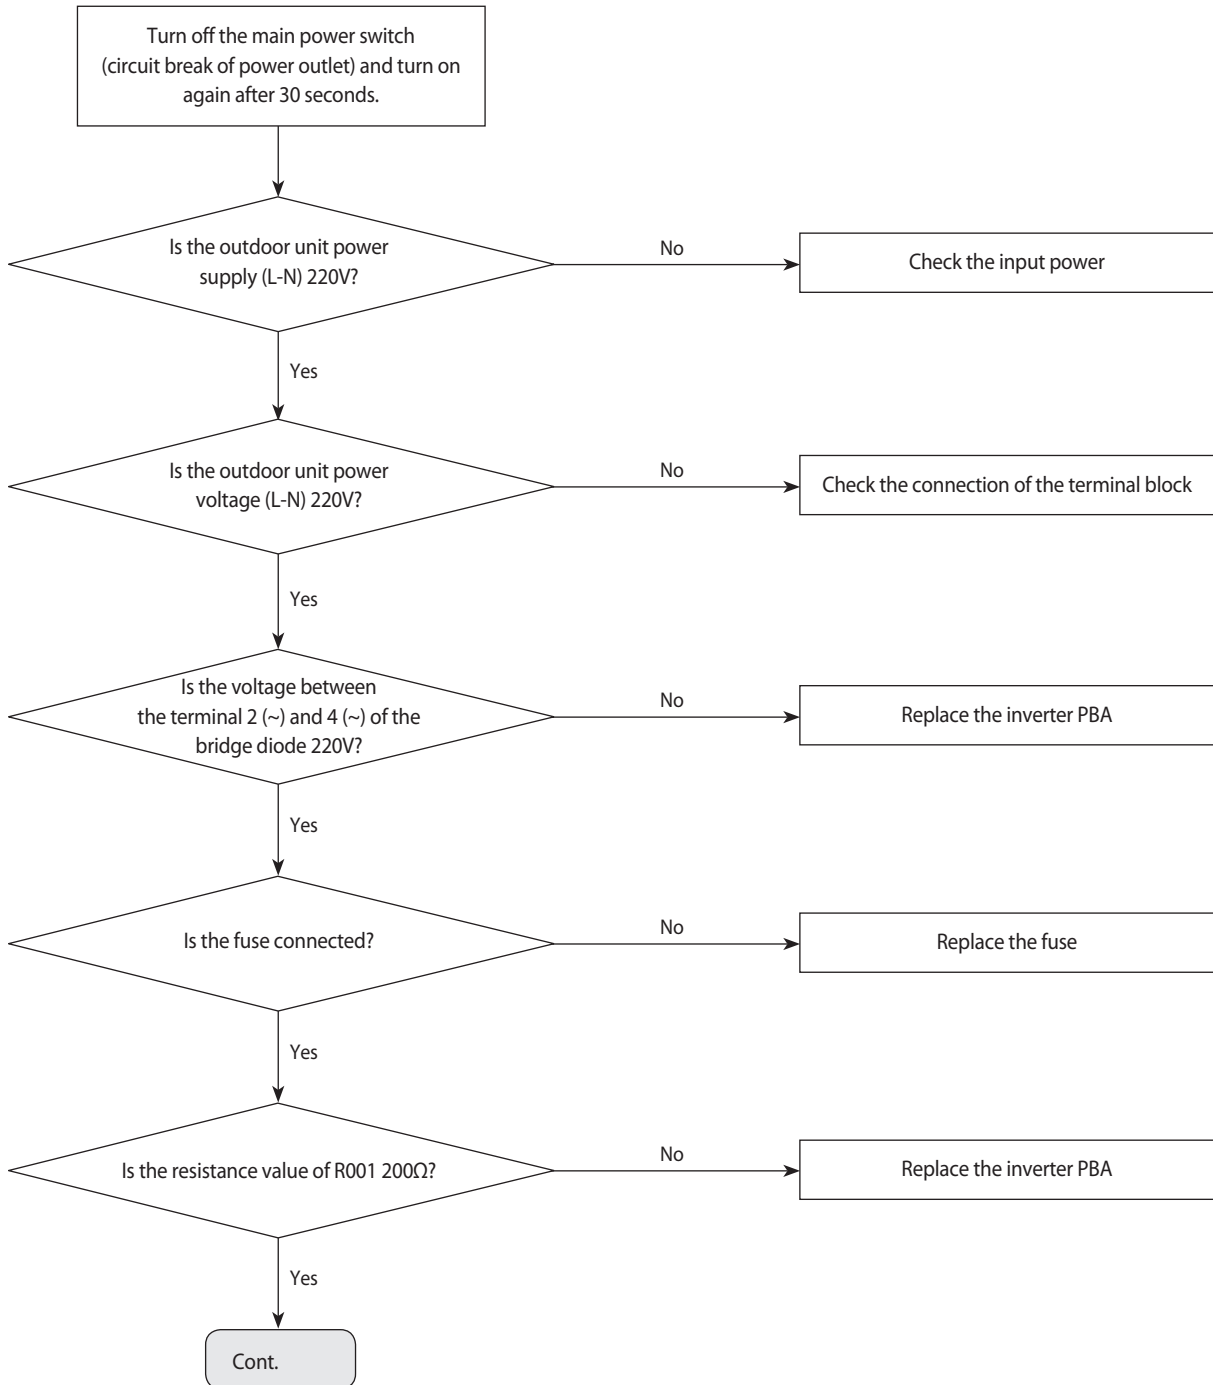 Turn off the main power switch
(circuit break of power outlet) and turn on
again after 30 seconds.
Is the outdoor unit power
supply (L-N) 220V?
No
Check the input power
Yes
Is the outdoor unit power
voltage (L-N) 220V?
No
Check the connection of the terminal block
Yes
Is the voltage between
the terminal 2 (~) and 4 (~) of the
bridge diode 220V?
No
Replace the inverter PBA
Yes
Is the fuse connected?
No
Replace the fuse
Yes
Is the resistance value of R001 200Ω?
No
Replace the inverter PBA
Yes
Cont.